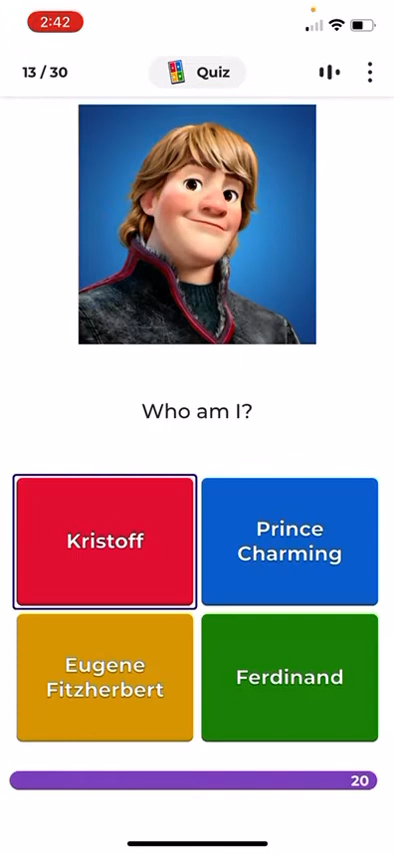 2:42
13 / 30
Quiz
Who am I?
Kristoff
Prince
Charming
Eugene
Fitzherbert
Ferdinand
20